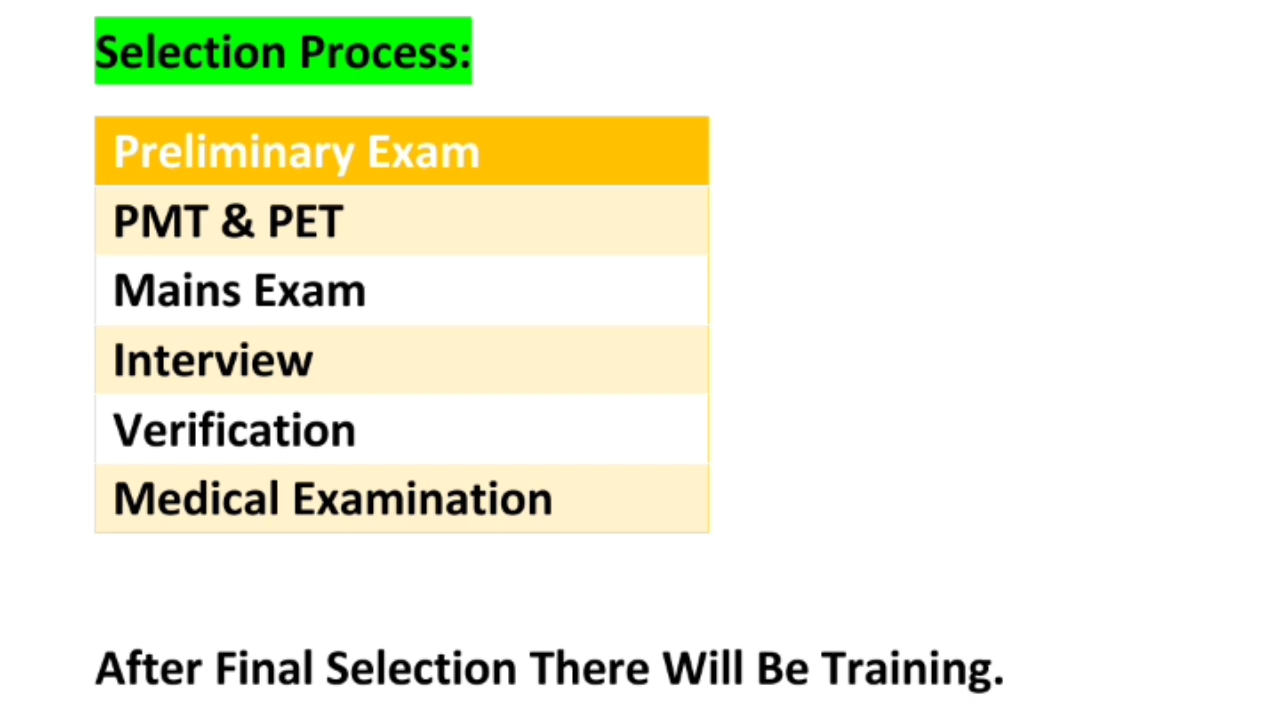 Selection Process:
Preliminary Exam
PMT & PET
Mains Exam
Interview
Verification
Medical Examination
After Final Selection There Will Be Training.